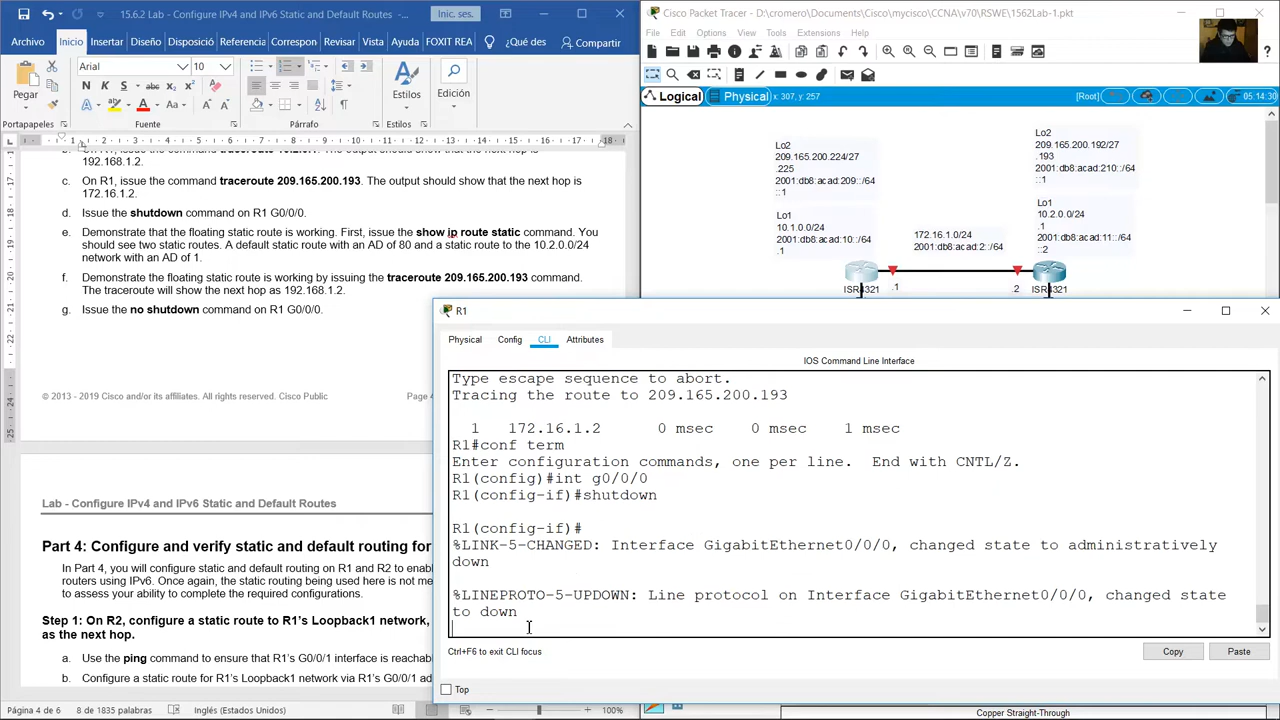 15.6.2 Lab - Configure IPv4 and IPv6 Static and Default Routes
Inic. ses.
Archivo Inicio Insertar Diseño Disposició Referencia Correspon Revisar Vista Ayuda FOXIT REA ¿Qué des Compartir
Arial 10
Pegar
N K S
Estilos
Edición
Portapapeles Fuente Párrafo Estilos
192.168.1.2.
c. On R1, issue the command traceroute 209.165.200.193. The output should show that the next hop is
172.16.1.2.
d. Issue the shutdown command on R1 G0/0/0.
e. Demonstrate that the floating static route is working. First, issue the show ip route static command. You
should see two static routes. A default static route with an AD of 80 and a static route to the 10.2.0.0/24
network with an AD of 1.
f. Demonstrate the floating static route is working by issuing the traceroute 209.165.200.193 command.
The traceroute will show the next hop as 192.168.1.2.
g. Issue the no shutdown command on R1 G0/0/0.
© 2013 - 2019 Cisco and/or its affiliates. All rights reserved. Cisco Public
Page 4
Lab - Configure IPv4 and IPv6 Static and Default Routes
Part 4: Configure and verify static and default routing for
In Part 4, you will configure static and default routing on R1 and R2 to enabl
routers using IPv6. Once again, the static routing being used here is not me
to assess your ability to complete the required configurations.
Step 1: On R2, configure a static route to R1's Loopback1 network,
as the next hop.
a. Use the ping command to ensure that R1's G0/0/1 interface is reachab
b. Configure a static route for R1's Loopback1 network via R1's G0/0/1 ad
Página 4 de 6 8 de 1835 palabras Inglés (Estados Unidos) 100%
Cisco Packet Tracer - D:\cromero\Documents\Cisco\mycisco\CCNA\v70\RSWE\1562Lab-1.pkt
File Edit Options View Tools Extensions Help
Logical Physical x: 307, y: 257
[Root]
05:14:30
Lo2
209.165.200.224/27
.225
2001:db8:acad:209::/64
::1
Lo1
10.1.0.0/24
2001:db8:acad:10::/64
.1
172.16.1.0/24
2001:db8:acad:2::/64
Lo2
209.165.200.192/27
.193
2001:db8:acad:210::/64
::1
Lo1
10.2.0.0/24
.1
2001:db8:acad:11::/64
::2
ISR4321 .1 .2 ISR4321
R1
Physical Config CLI Attributes
IOS Command Line Interface
Type escape sequence to abort.
Tracing the route to 209.165.200.193
1 172.16.1.2 0 msec 0 msec 1 msec
R1#conf term
Enter configuration commands, one per line. End with CNTL/Z.
R1(config)#int g0/0/0
R1(config-if)#shutdown
R1(config-if)#
%LINK-5-CHANGED: Interface GigabitEthernet0/0/0, changed state to administratively
down
%LINEPROTO-5-UPDOWN: Line protocol on Interface GigabitEthernet0/0/0, changed state
to down
Ctrl+F6 to exit CLI focus
Copy Paste
Top
Copper Straight-Through